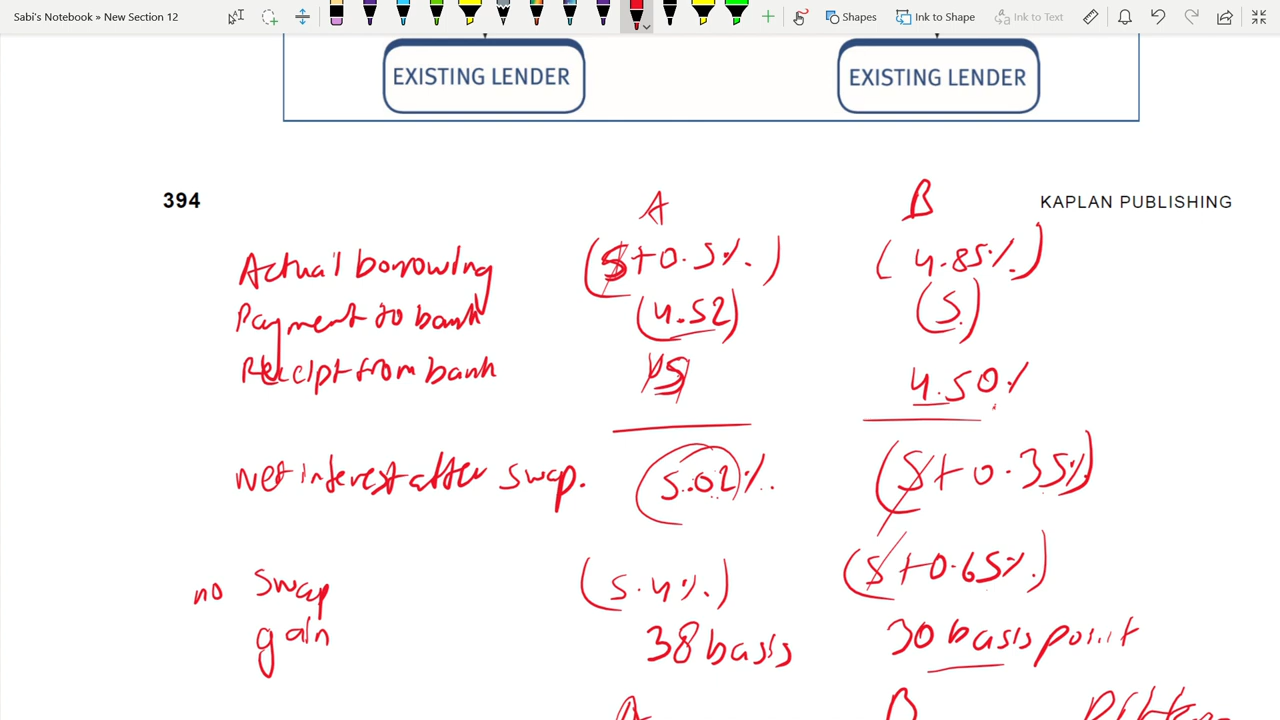 Sabi's Notebook » New Section 12
Shapes
Ink to Shape
Ink to Text
EXISTING LENDER EXISTING LENDER
394 A B KAPLAN PUBLISHING
Actual borrowing (S+0.5%) (4.85%)
Payment to bank (4.52) (S)
Receipt from bank S 4.50%
Net interest after swap. (5.02)%. (S+0.35%)
no swap (5.4%) (S+0.65%)
gain 38 basis 30 basis point
A B